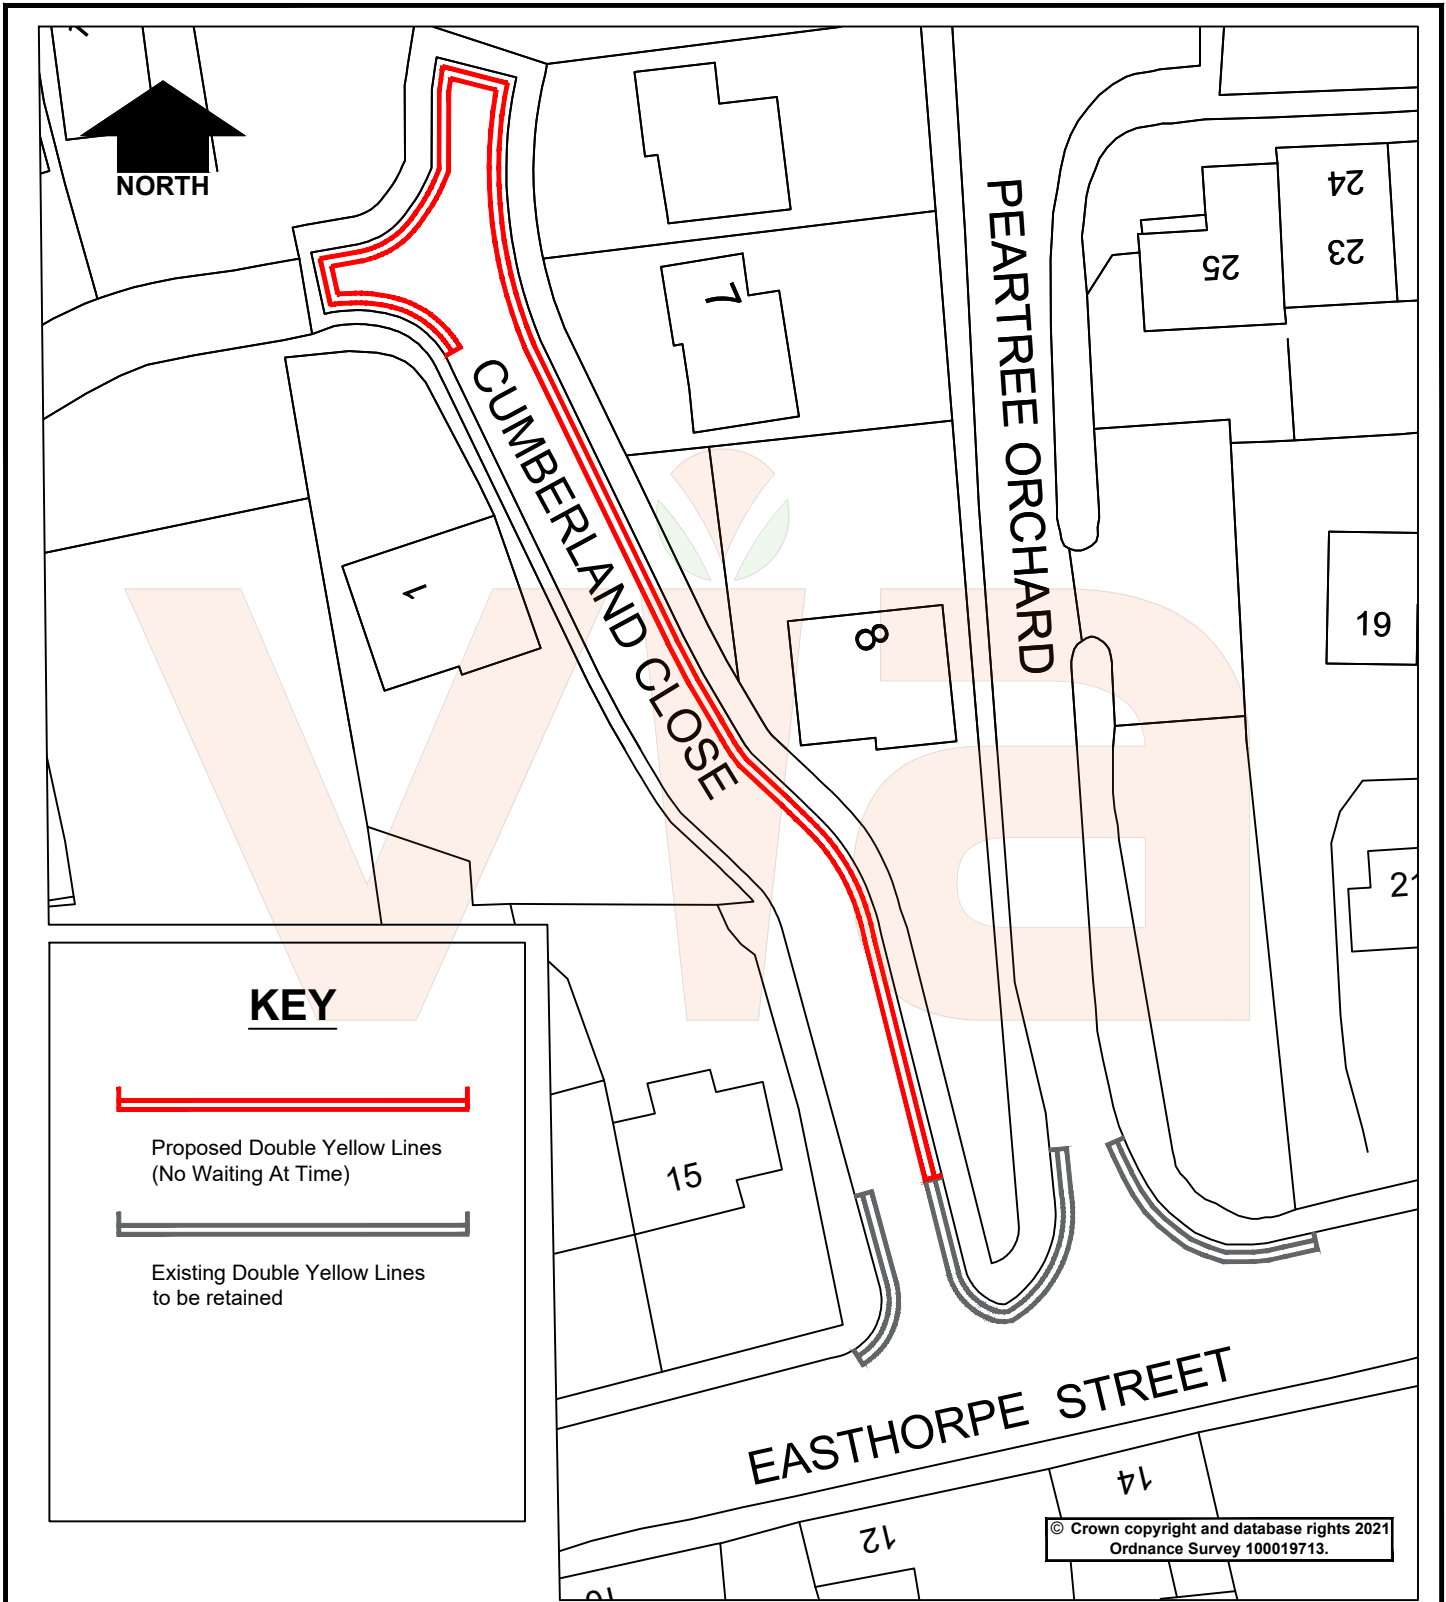 NORTH
PEARTREE ORCHARD
24
23
25
7
CUMBERLAND CLOSE
1
8
19
via
KEY
Proposed Double Yellow Lines
(No Waiting At Time)
15
Existing Double Yellow Lines
to be retained
EASTHORPE STREET
14
12
© Crown copyright and database rights 2021
Ordnance Survey 100019713.